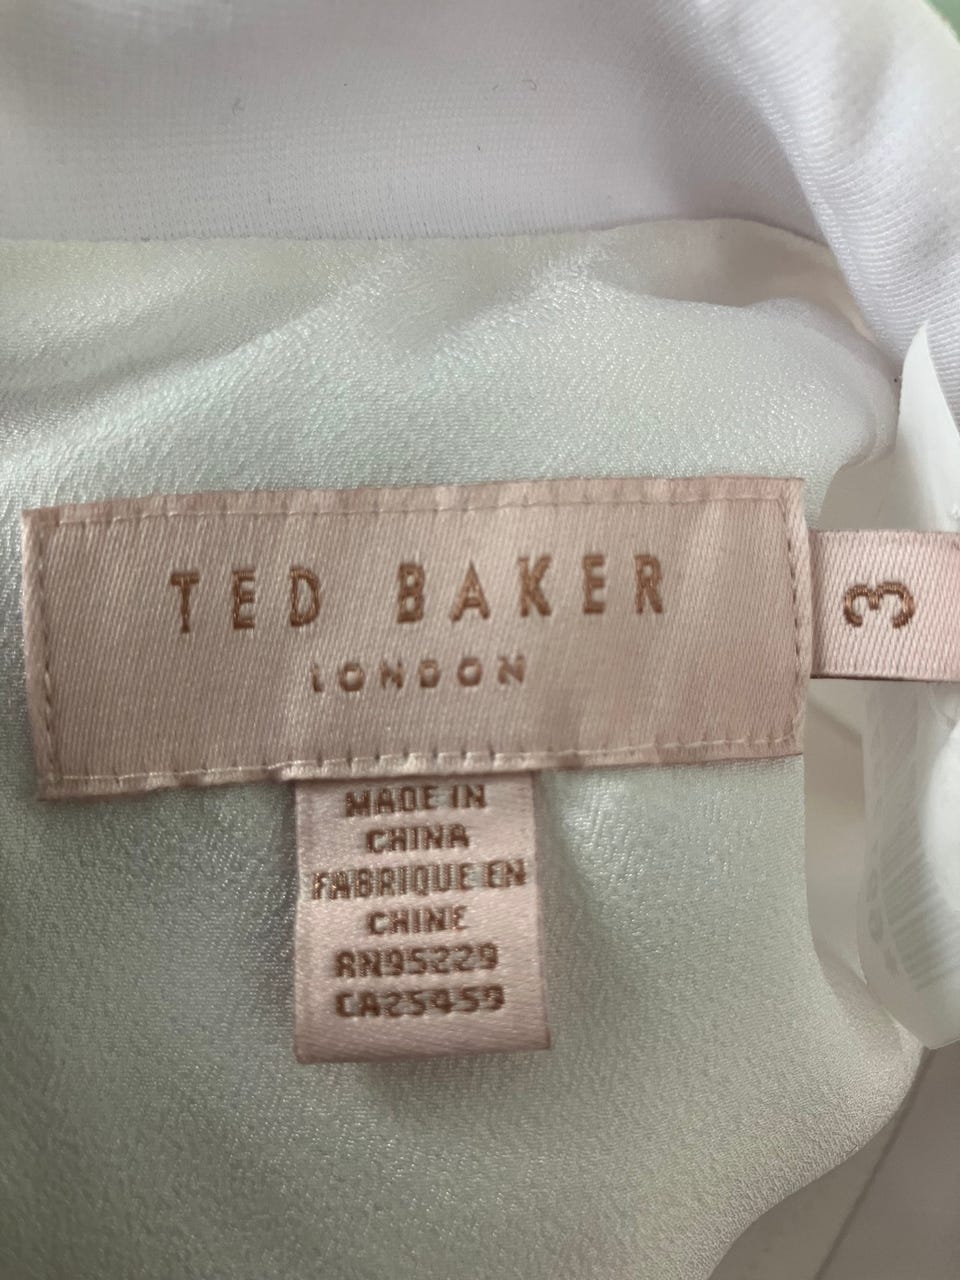 TED BAKER
LONDON
3
MADE IN
CHINA
FABRIQUE EN
CHINE
RN95229
CA25459